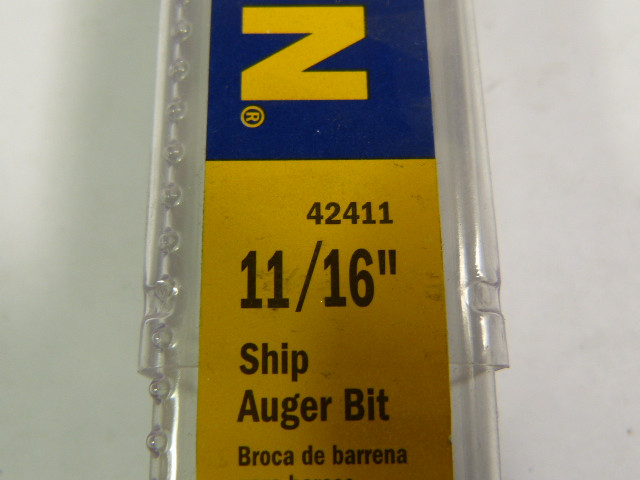 N®
42411
11/16"
Ship
Auger Bit
Broca de barrena